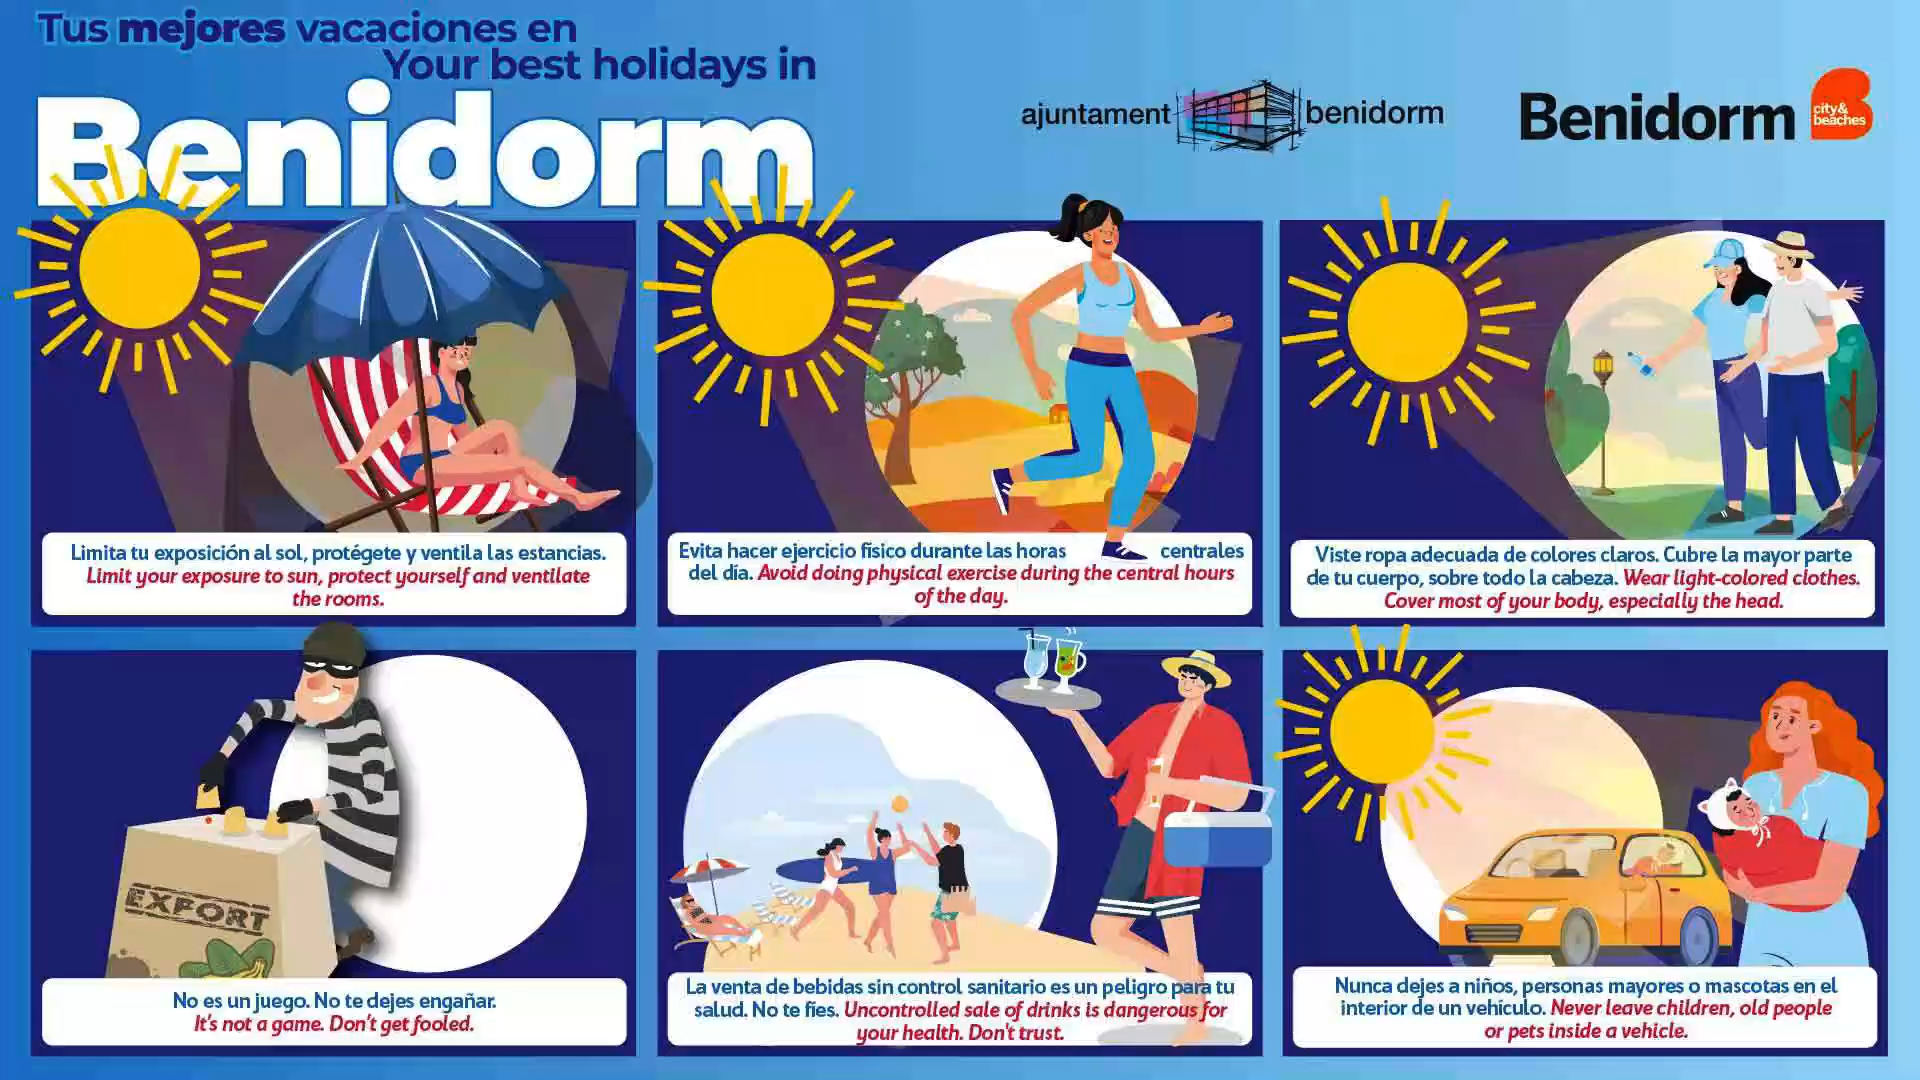 Tus mejores vacaciones en
Your best holidays in
Benidorm
ajuntament benidorm
Benidorm city&
beaches
Limita tu exposición al sol, protégete y ventila las estancias.
Limit your exposure to sun, protect yourself and ventilate
the rooms.
Evita hacer ejercicio físico durante las horas centrales
del día. Avoid doing physical exercise during the central hours
of the day.
Viste ropa adecuada de colores claros. Cubre la mayor parte
de tu cuerpo, sobre todo la cabeza. Wear light-colored clothes.
Cover most of your body, especially the head.
EXPORT
No es un juego. No te dejes engañar.
It's not a game. Don't get fooled.
La venta de bebidas sin control sanitario es un peligro para tu
salud. No te fíes. Uncontrolled sale of drinks is dangerous for
your health. Don't trust.
Nunca dejes a niños, personas mayores o mascotas en el
interior de un vehículo. Never leave children, old people
or pets inside a vehicle.